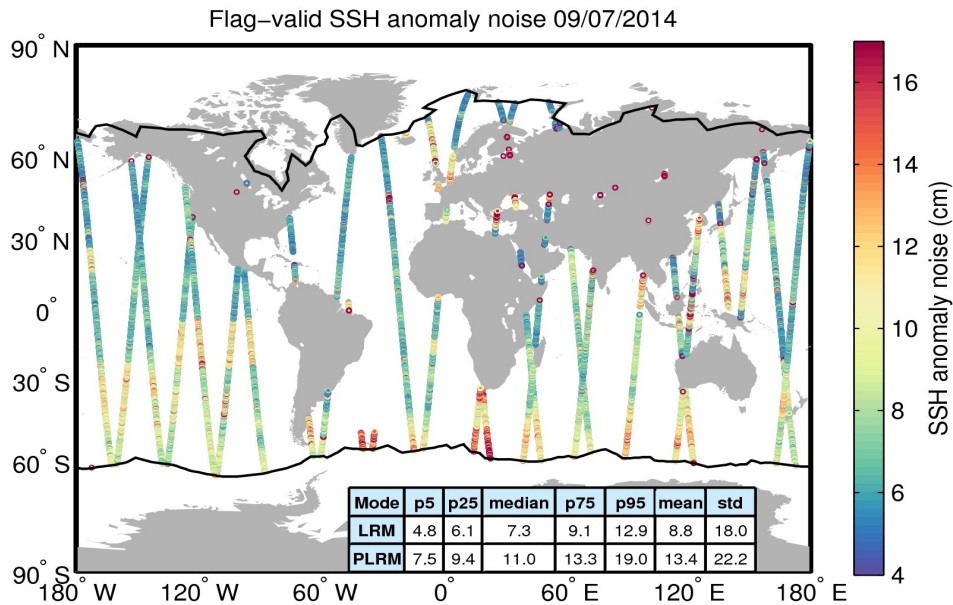 Flag−valid SSH anomaly noise 09/07/2014
90° N
60° N
30° N
0°
30° S
60° S
90° S
180° W
120° W
60° W
0°
60° E
120° E
180° E
Mode p5 p25 median p75 p95 mean std
LRM 4.8 6.1 7.3 9.1 12.9 8.8 18.0
PLRM 7.5 9.4 11.0 13.3 19.0 13.4 22.2
16
14
12
10
8
6
4
SSH anomaly noise (cm)